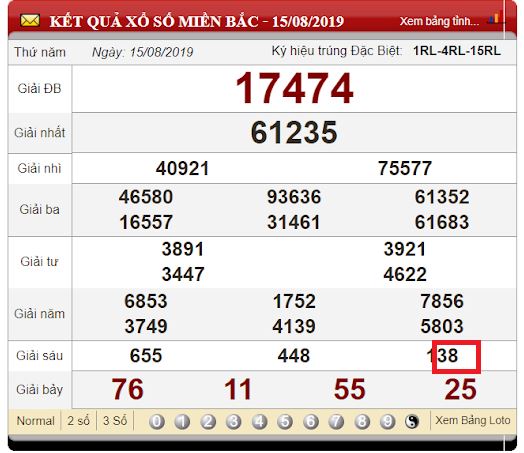 KẾT QUẢ XỔ SỐ MIỀN BẮC - 15/08/2019 Xem bảng tỉnh...
Thứ năm Ngày: 15/08/2019 Ký hiệu trúng Đặc Biệt: 1RL-4RL-15RL
Giải ĐB 17474
Giải nhất 61235
Giải nhì 40921 75577
Giải ba 46580 93636 61352
16557 31461 61683
Giải tư 3891 3921
3447 4622
Giải năm 6853 1752 7856
3749 4139 5803
Giải sáu 655 448 138
Giải bảy 76 11 55 25
Normal 2 số 3 Số 0 1 2 3 4 5 6 7 8 9 Xem Bảng Loto